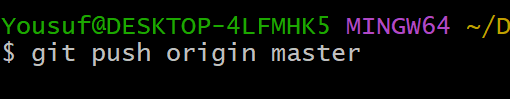 Yousuf@DESKTOP-4LFMHK5 MINGW64 ~/D
$ git push origin master